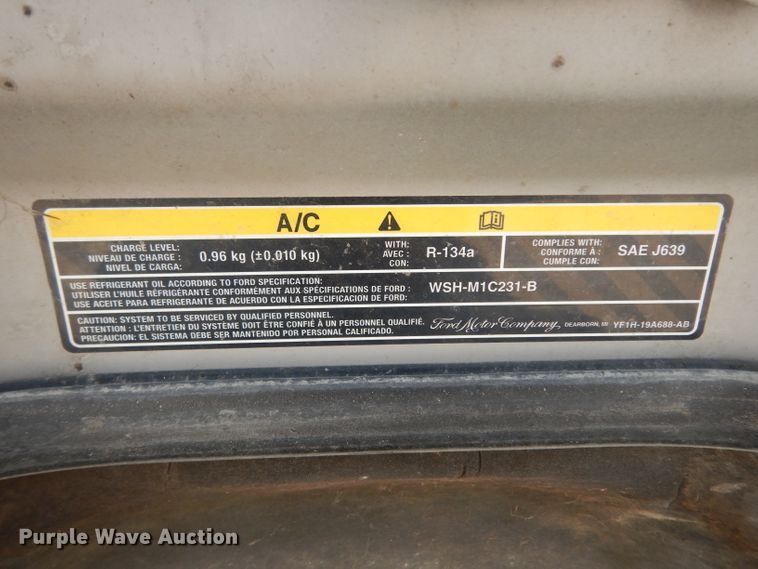 A/C
CHARGE LEVEL:
NIVEAU DE CHARGE :
NIVEL DE CARGA:
0.96 kg (±0.010 kg)
WITH:
AVEC :
CON:
R-134a
COMPLIES WITH:
CONFORME À :
CUMPLE CON:
SAE J639
USE REFRIGERANT OIL ACCORDING TO FORD SPECIFICATION:
UTILISER L'HUILE RÉFRIGÉRANTE CONFORMÉMENT AUX SPÉCIFICATIONS DE FORD :
USE ACEITE PARA REFRIGERANTE DE ACUERDO CON LA ESPECIFICACIÓN DE FORD:
WSH-M1C231-B
CAUTION: SYSTEM TO BE SERVICED BY QUALIFIED PERSONNEL.
ATTENTION : L'ENTRETIEN DU SYSTÈME DOIT ÊTRE CONFIÉ À UN PERSONNEL QUALIFIÉ.
PRECAUCION: EL SISTEMA DEBE SER MANTENIDO POR PERSONAL CALIFICADO.
Ford Motor Company, DEARBORN, MI YF1H-19A688-AB
Purple Wave Auction®